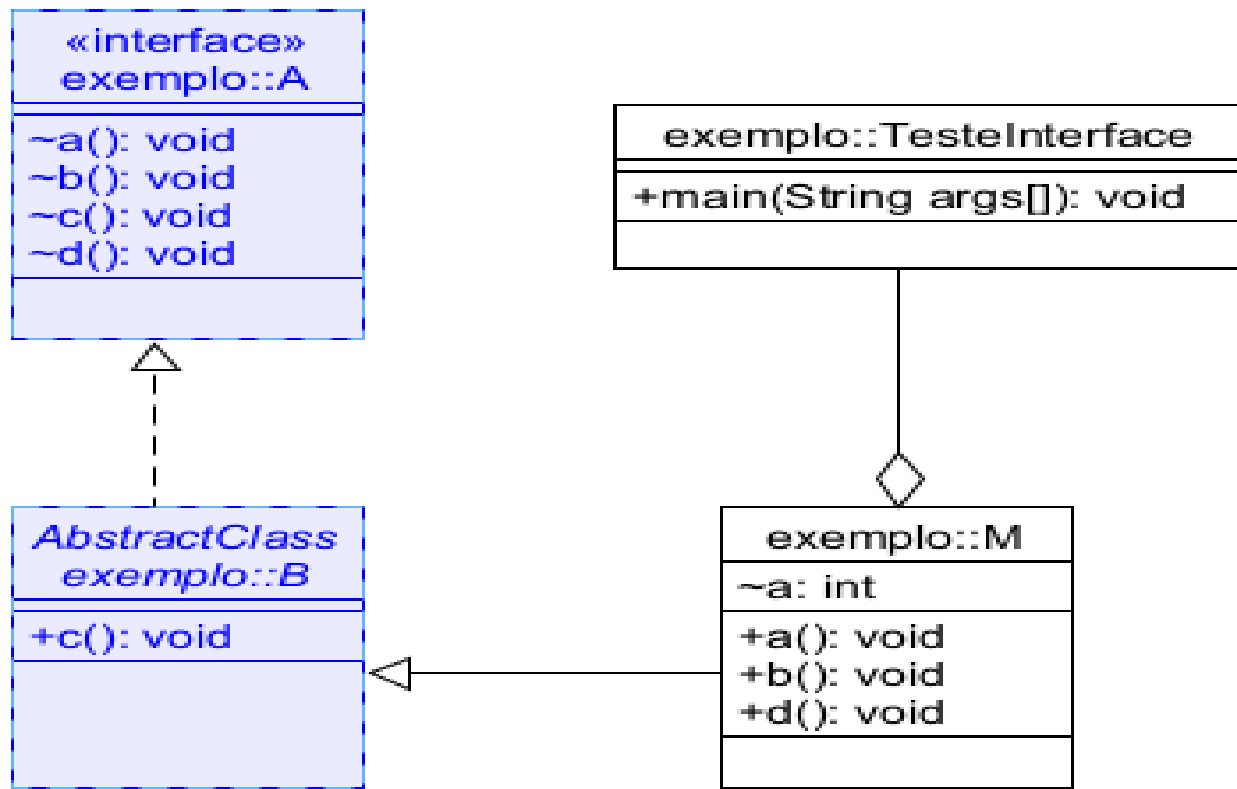 «interface»
exemplo::A
~a(): void
~b(): void
~c(): void
~d(): void
exemplo::TesteInterface
+main(String args[]): void
AbstractClass
exemplo::B
+c(): void
exemplo::M
~a: int
+a(): void
+b(): void
+d(): void